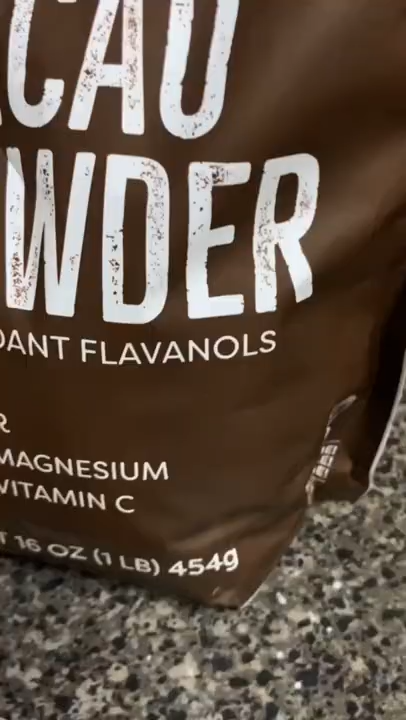 CAO
WDER
DANT FLAVANOLS
R
MAGNESIUM
VITAMIN C
T 16 OZ (1 LB) 454g